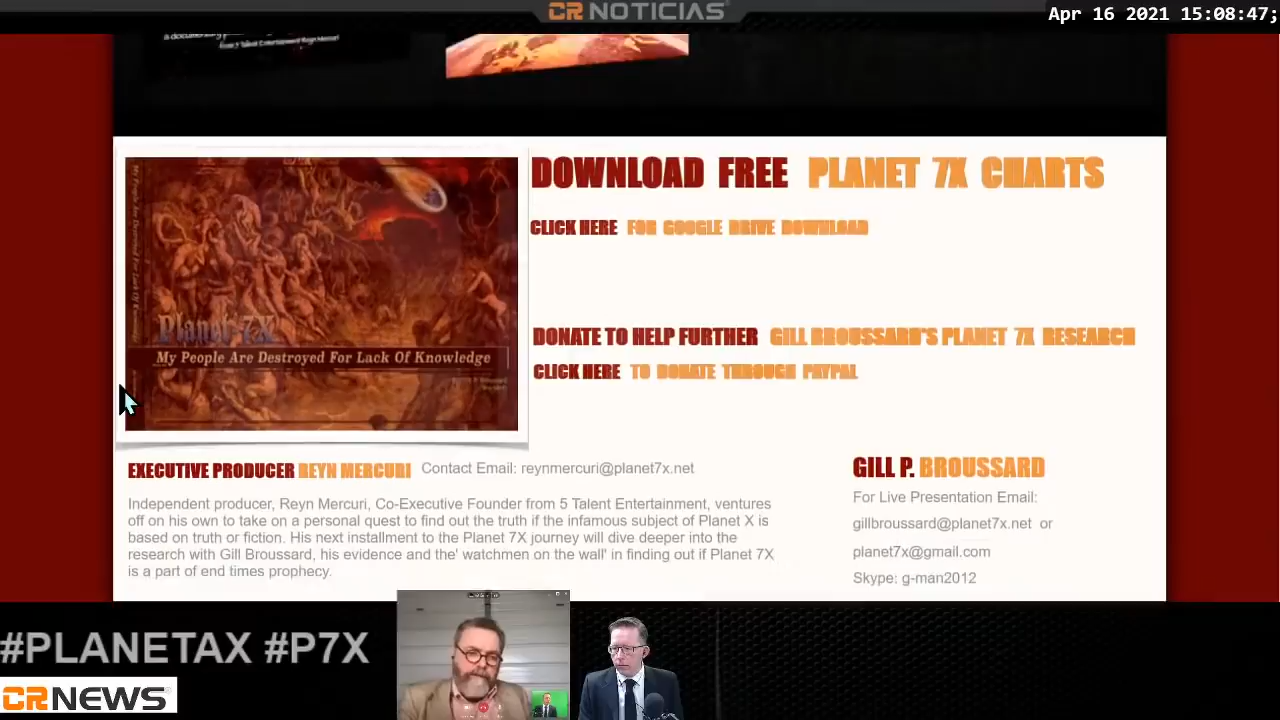 CR NOTICIAS
Apr 16 2021 15:08:47;
DOWNLOAD FREE PLANET 7X CHARTS
CLICK HERE FOR GOOGLE DRIVE DOWNLOAD
Planet 7X
My People Are Destroyed For Lack Of Knowledge
DONATE TO HELP FURTHER GILL BROUSSARD'S PLANET 7X RESEARCH
CLICK HERE TO DONATE THROUGH PAYPAL
EXECUTIVE PRODUCER REYN MERCURI Contact Email: reynmercuri@planet7x.net
Independent producer, Reyn Mercuri, Co-Executive Founder from 5 Talent Entertainment, ventures
off on his own to take on a personal quest to find out the truth if the infamous subject of Planet X is
based on truth or fiction. His next installment to the Planet 7X journey will dive deeper into the
research with Gill Broussard, his evidence and the' watchmen on the wall' in finding out if Planet 7X
is a part of end times prophecy.
GILL P. BROUSSARD
For Live Presentation Email:
gillbroussard@planet7x.net or
planet7x@gmail.com
Skype: g-man2012
#PLANETAX #P7X
CRNEWS